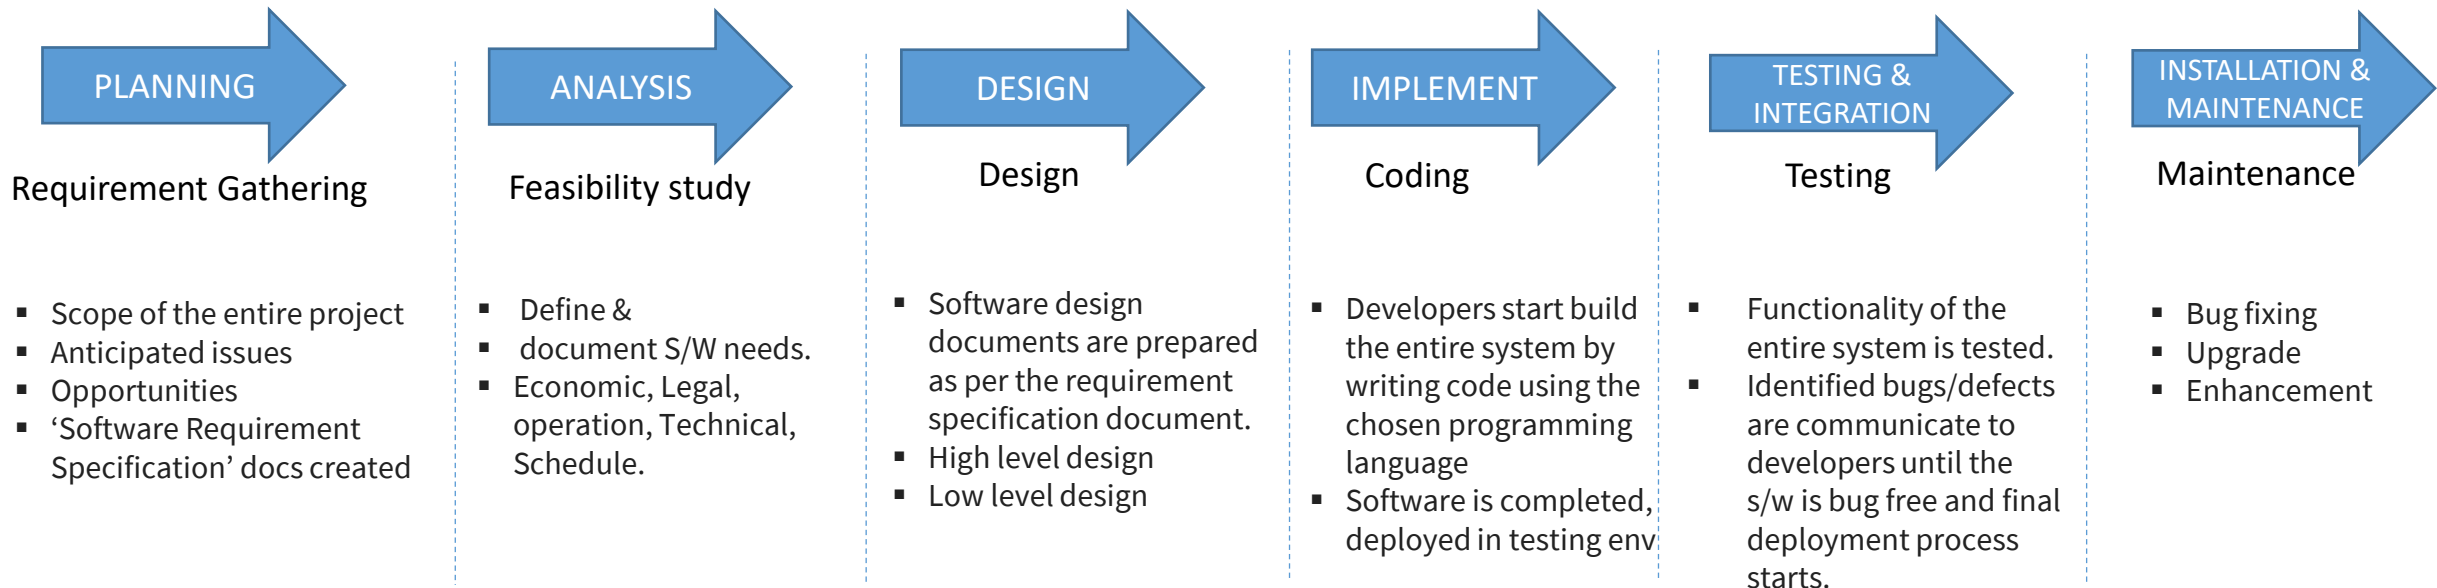 PLANNING
Requirement Gathering
▪ Scope of the entire project
▪ Anticipated issues
▪ Opportunities
▪ ‘Software Requirement
Specification’ docs created
ANALYSIS
Feasibility study
▪ Define &
▪ document S/W needs.
▪ Economic, Legal,
operation, Technical,
Schedule.
DESIGN
Design
▪ Software design
documents are prepared
as per the requirement
specification document.
▪ High level design
▪ Low level design
IMPLEMENT
Coding
▪ Developers start build
the entire system by
writing code using the
chosen programming
language
▪ Software is completed,
deployed in testing env
TESTING &
INTEGRATION
Testing
▪ Functionality of the
entire system is tested.
▪ Identified bugs/defects
are communicate to
developers until the
s/w is bug free and final
deployment process
starts.
INSTALLATION &
MAINTENANCE
Maintenance
▪ Bug fixing
▪ Upgrade
▪ Enhancement